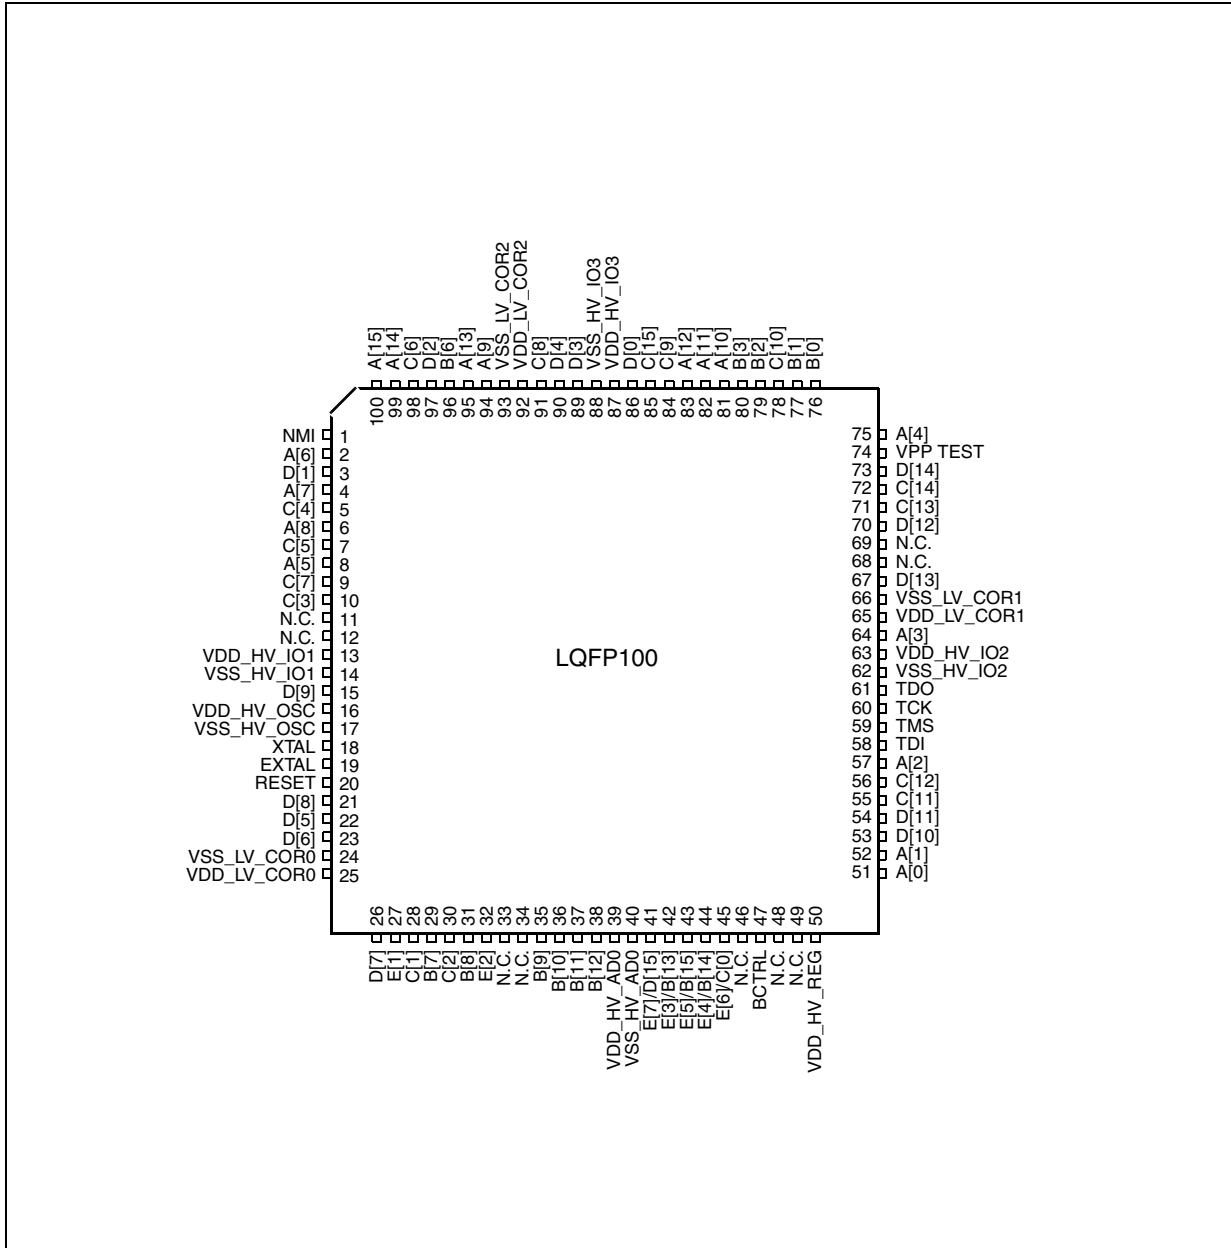 A[15]
A[14]
C[6]
D[2]
B[6]
A[13]
A[9]
VSS_LV_COR2
VDD_LV_COR2
C[8]
D[4]
D[3]
VSS_HV_IO3
VDD_HV_IO3
D[0]
C[15]
C[9]
A[12]
A[11]
A[10]
B[3]
B[2]
C[10]
B[1]
B[0]
100
99
98
97
96
95
94
93
92
91
90
89
88
87
86
85
84
83
82
81
80
79
78
77
76
NMI 1
A[6] 2
D[1] 3
A[7] 4
C[4] 5
A[8] 6
C[5] 7
A[5] 8
C[7] 9
C[3] 10
N.C. 11
N.C. 12
VDD_HV_IO1 13
VSS_HV_IO1 14
D[9] 15
VDD_HV_OSC 16
VSS_HV_OSC 17
XTAL 18
EXTAL 19
RESET 20
D[8] 21
D[5] 22
D[6] 23
VSS_LV_COR0 24
VDD_LV_COR0 25
LQFP100
75 A[4]
74 VPP TEST
73 D[14]
72 C[14]
71 C[13]
70 D[12]
69 N.C.
68 N.C.
67 D[13]
66 VSS_LV_COR1
65 VDD_LV_COR1
64 A[3]
63 VDD_HV_IO2
62 VSS_HV_IO2
61 TDO
60 TCK
59 TMS
58 TDI
57 A[2]
56 C[12]
55 C[11]
54 D[11]
53 D[10]
52 A[1]
51 A[0]
26
27
28
29
30
31
32
33
34
35
36
37
38
39
40
41
42
43
44
45
46
47
48
49
50
D[7]
E[1]
C[1]
B[7]
C[2]
B[8]
E[2]
N.C.
N.C.
B[9]
B[10]
B[11]
B[12]
VDD_HV_AD0
VSS_HV_AD0
E[7]/D[15]
E[3]/B[13]
E[5]/B[15]
E[4]/B[14]
E[6]/C[0]
N.C.
BCTRL
N.C.
N.C.
VDD_HV_REG